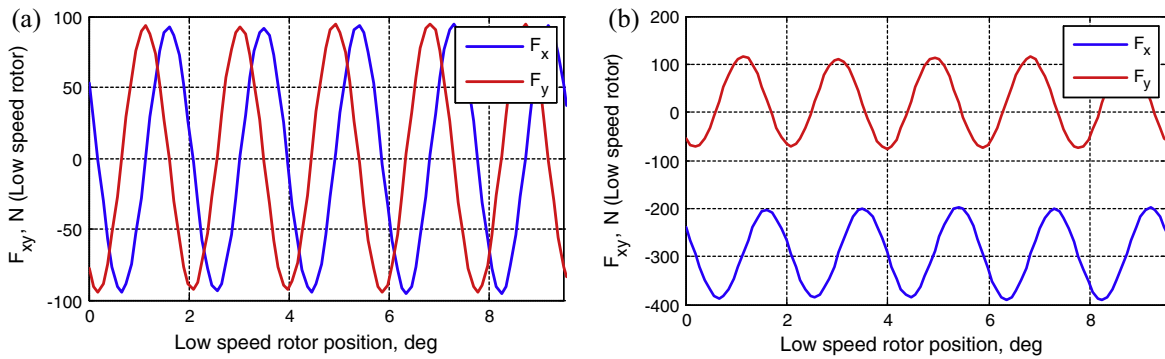 (a)
100
50
0
-50
-100
F_xy, N (Low speed rotor)
F_x
F_y
0 2 4 6 8
Low speed rotor position, deg
(b)
200
100
0
-100
-200
-300
-400
F_xy, N (Low speed rotor)
F_x
F_y
0 2 4 6 8
Low speed rotor position, deg